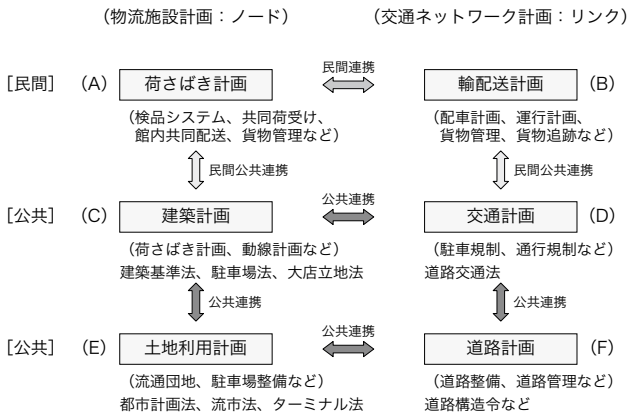 （物流施設計画：ノード） （交通ネットワーク計画：リンク）
[民間] （A） 荷さばき計画 民間連携 輸配送計画 （B）
（検品システム、共同荷受け、 （配車計画、運行計画、
館内共同配送、貨物管理など） 貨物管理、貨物追跡など）
民間公共連携 民間公共連携
[公共] （C） 建築計画 公共連携 交通計画 （D）
（荷さばき計画、動線計画など） （駐車規制、通行規制など）
建築基準法、駐車場法、大店立地法 道路交通法
公共連携 公共連携
[公共] （E） 土地利用計画 公共連携 道路計画 （F）
（流通団地、駐車場整備など） （道路整備、道路管理など）
都市計画法、流市法、ターミナル法 道路構造令など